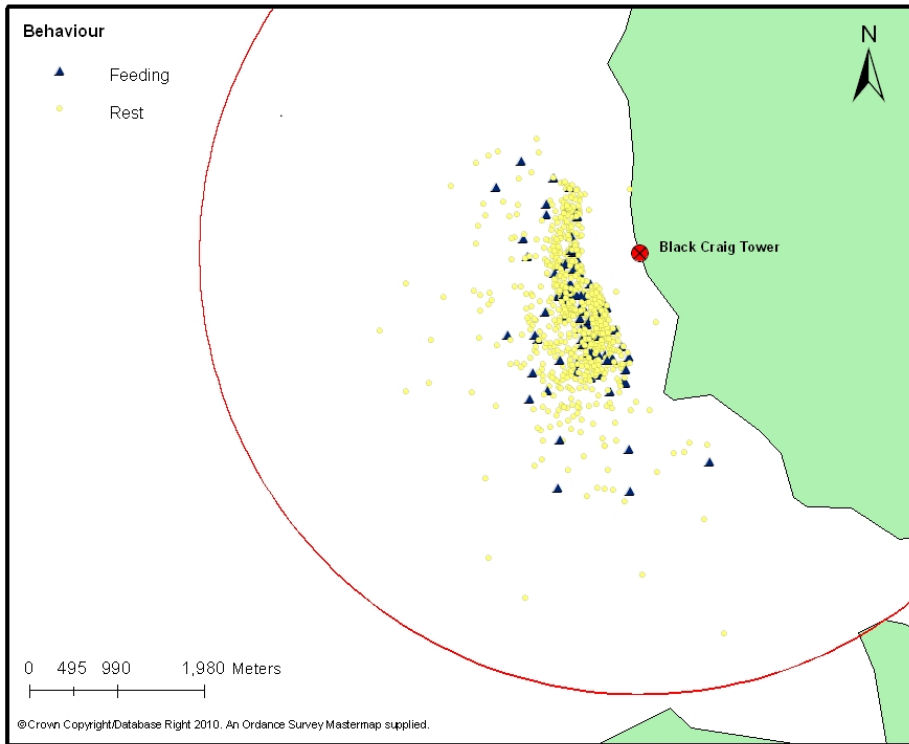 Behaviour
Feeding
Rest
N
Black Craig Tower
0 495 990 1,980 Meters
©Crown Copyright/Database Right 2010. An Ordance Survey Mastermap supplied.